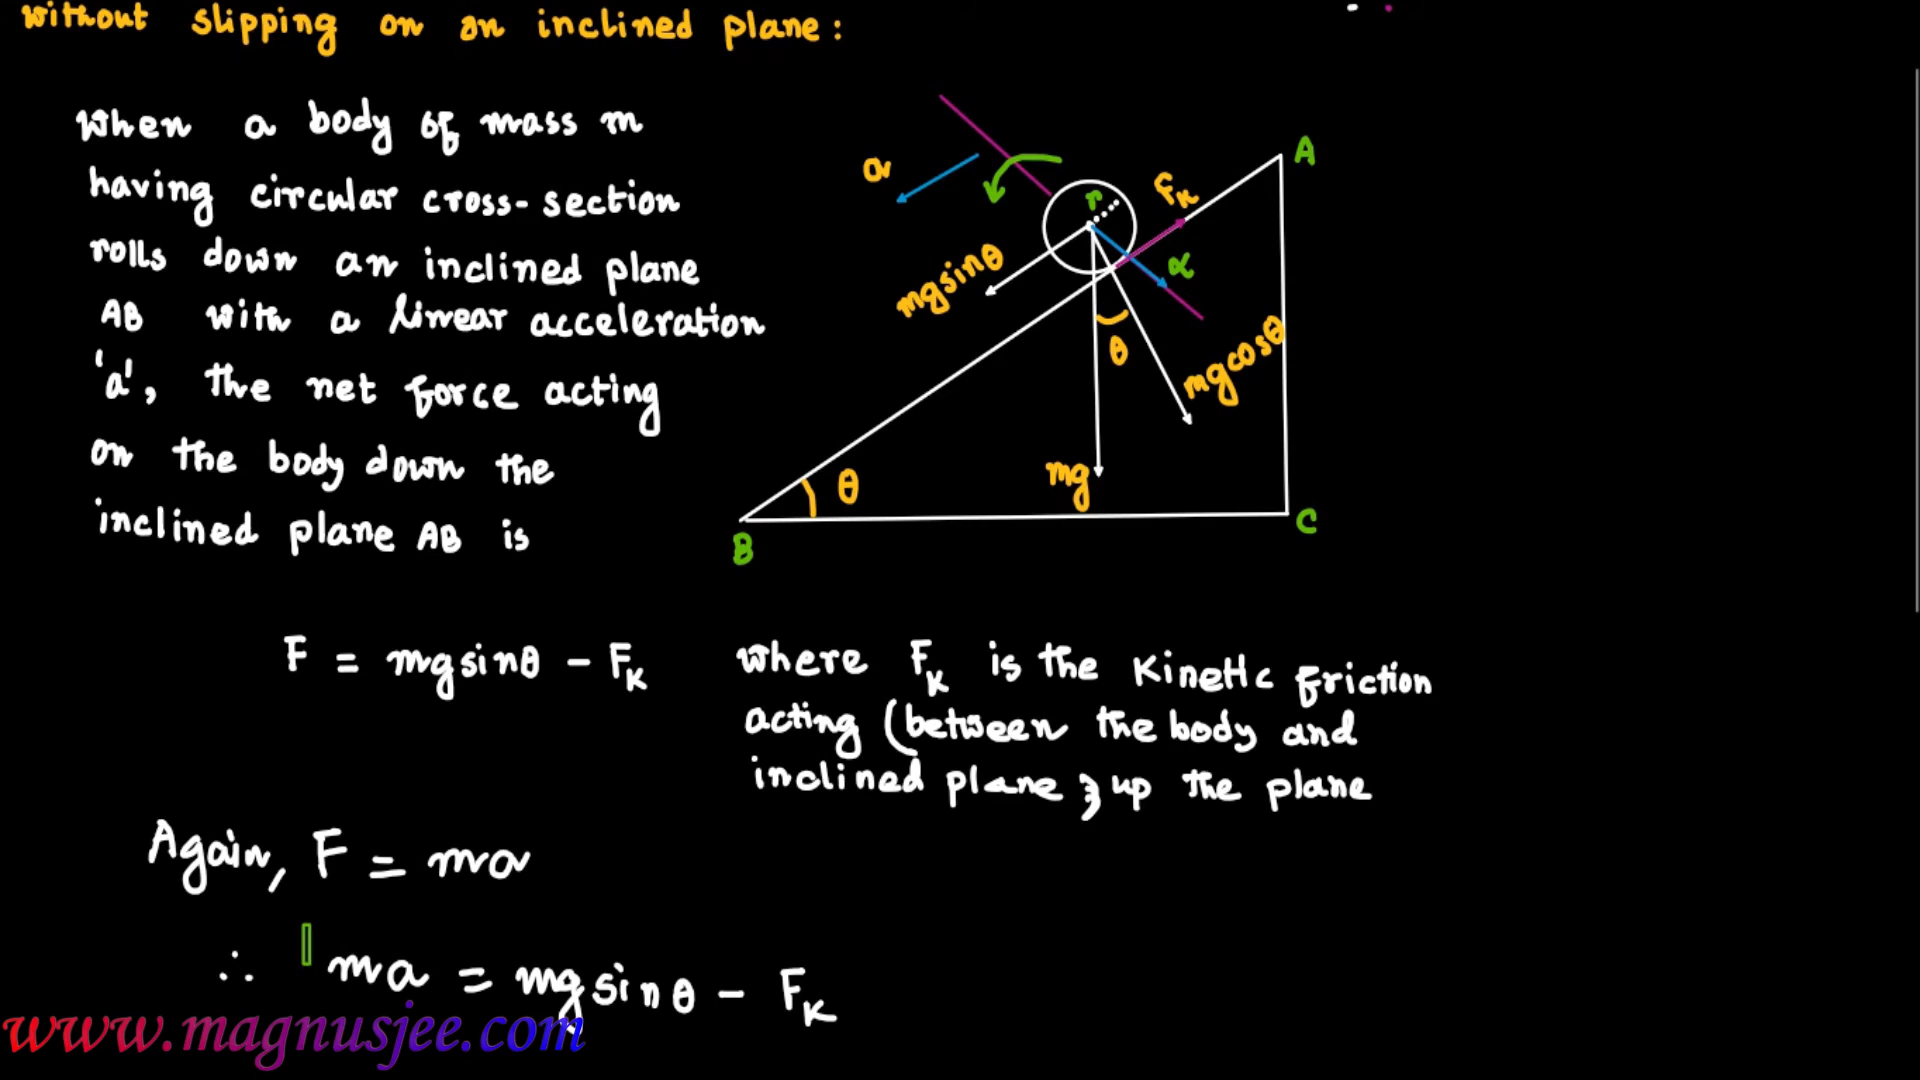 without slipping on an inclined plane:
when a body of mass m
having circular cross-section
rolls down an inclined plane
AB with a linear acceleration
'a', the net force acting
on the body down the
inclined plane AB is
A
a
r
FK
mgsinθ
α
θ
mgcosθ
mg
θ
B
C
F = mgsinθ - FK
where FK is the Kinetic friction
acting (between the body and
inclined plane) up the plane
Again, F = ma
∴ ma = mgsinθ - FK
www.magnusjee.com